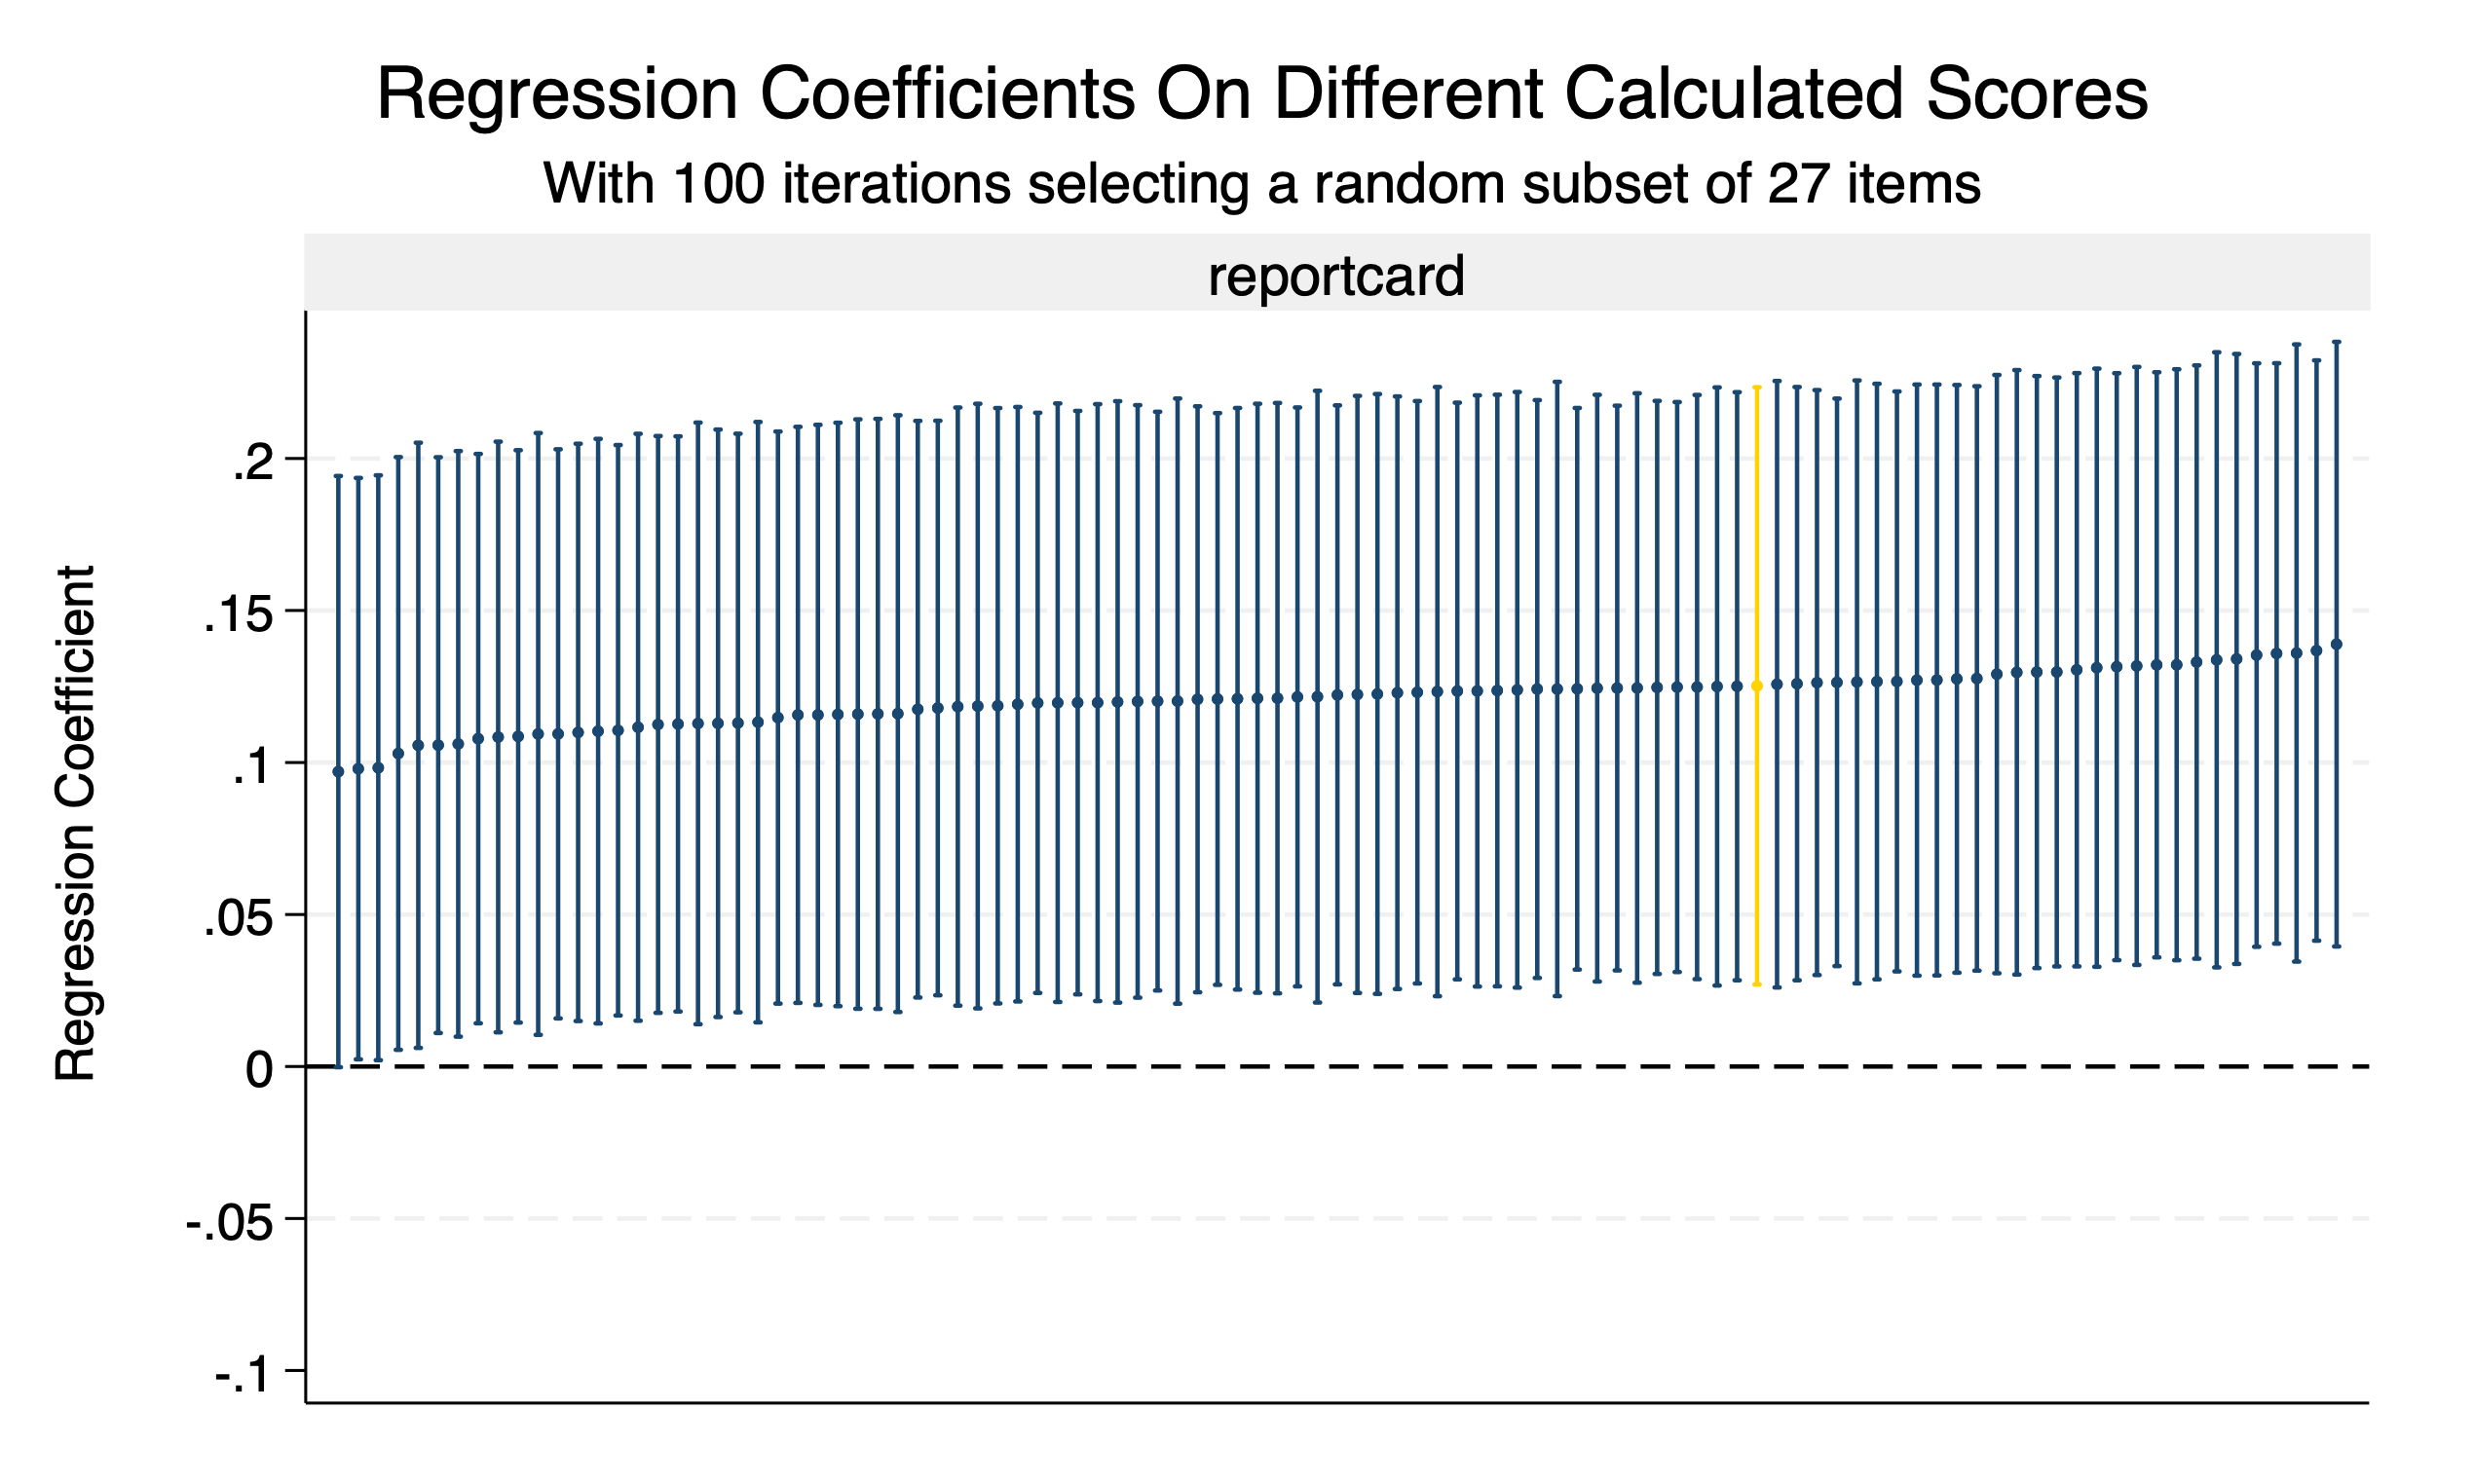 Regression Coefficients On Different Calculated Scores
With 100 iterations selecting a random subset of 27 items
reportcard
Regression Coefficient
.2
.15
.1
.05
0
-.05
-.1